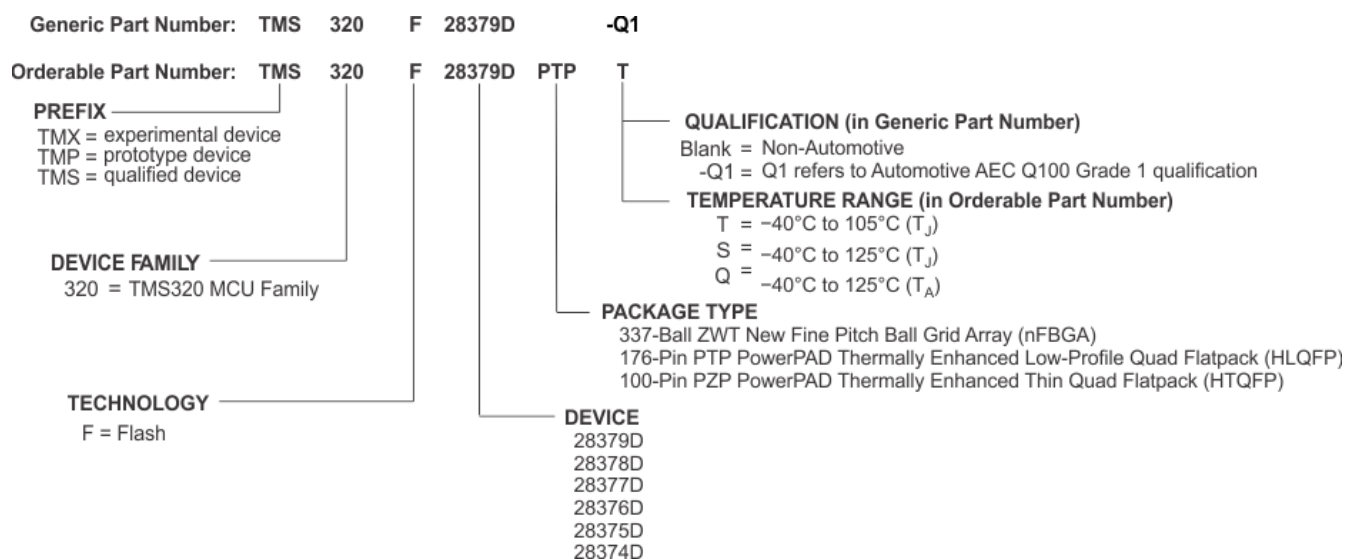 Generic Part Number: TMS 320 F 28379D -Q1
Orderable Part Number: TMS 320 F 28379D PTP T
PREFIX
TMX = experimental device
TMP = prototype device
TMS = qualified device
QUALIFICATION (in Generic Part Number)
Blank = Non-Automotive
-Q1 = Q1 refers to Automotive AEC Q100 Grade 1 qualification
TEMPERATURE RANGE (in Orderable Part Number)
T = −40°C to 105°C (TJ)
S = −40°C to 125°C (TJ)
Q = −40°C to 125°C (TA)
DEVICE FAMILY
320 = TMS320 MCU Family
PACKAGE TYPE
337-Ball ZWT New Fine Pitch Ball Grid Array (nFBGA)
176-Pin PTP PowerPAD Thermally Enhanced Low-Profile Quad Flatpack (HLQFP)
100-Pin PZP PowerPAD Thermally Enhanced Thin Quad Flatpack (HTQFP)
TECHNOLOGY
F = Flash
DEVICE
28379D
28378D
28377D
28376D
28375D
28374D